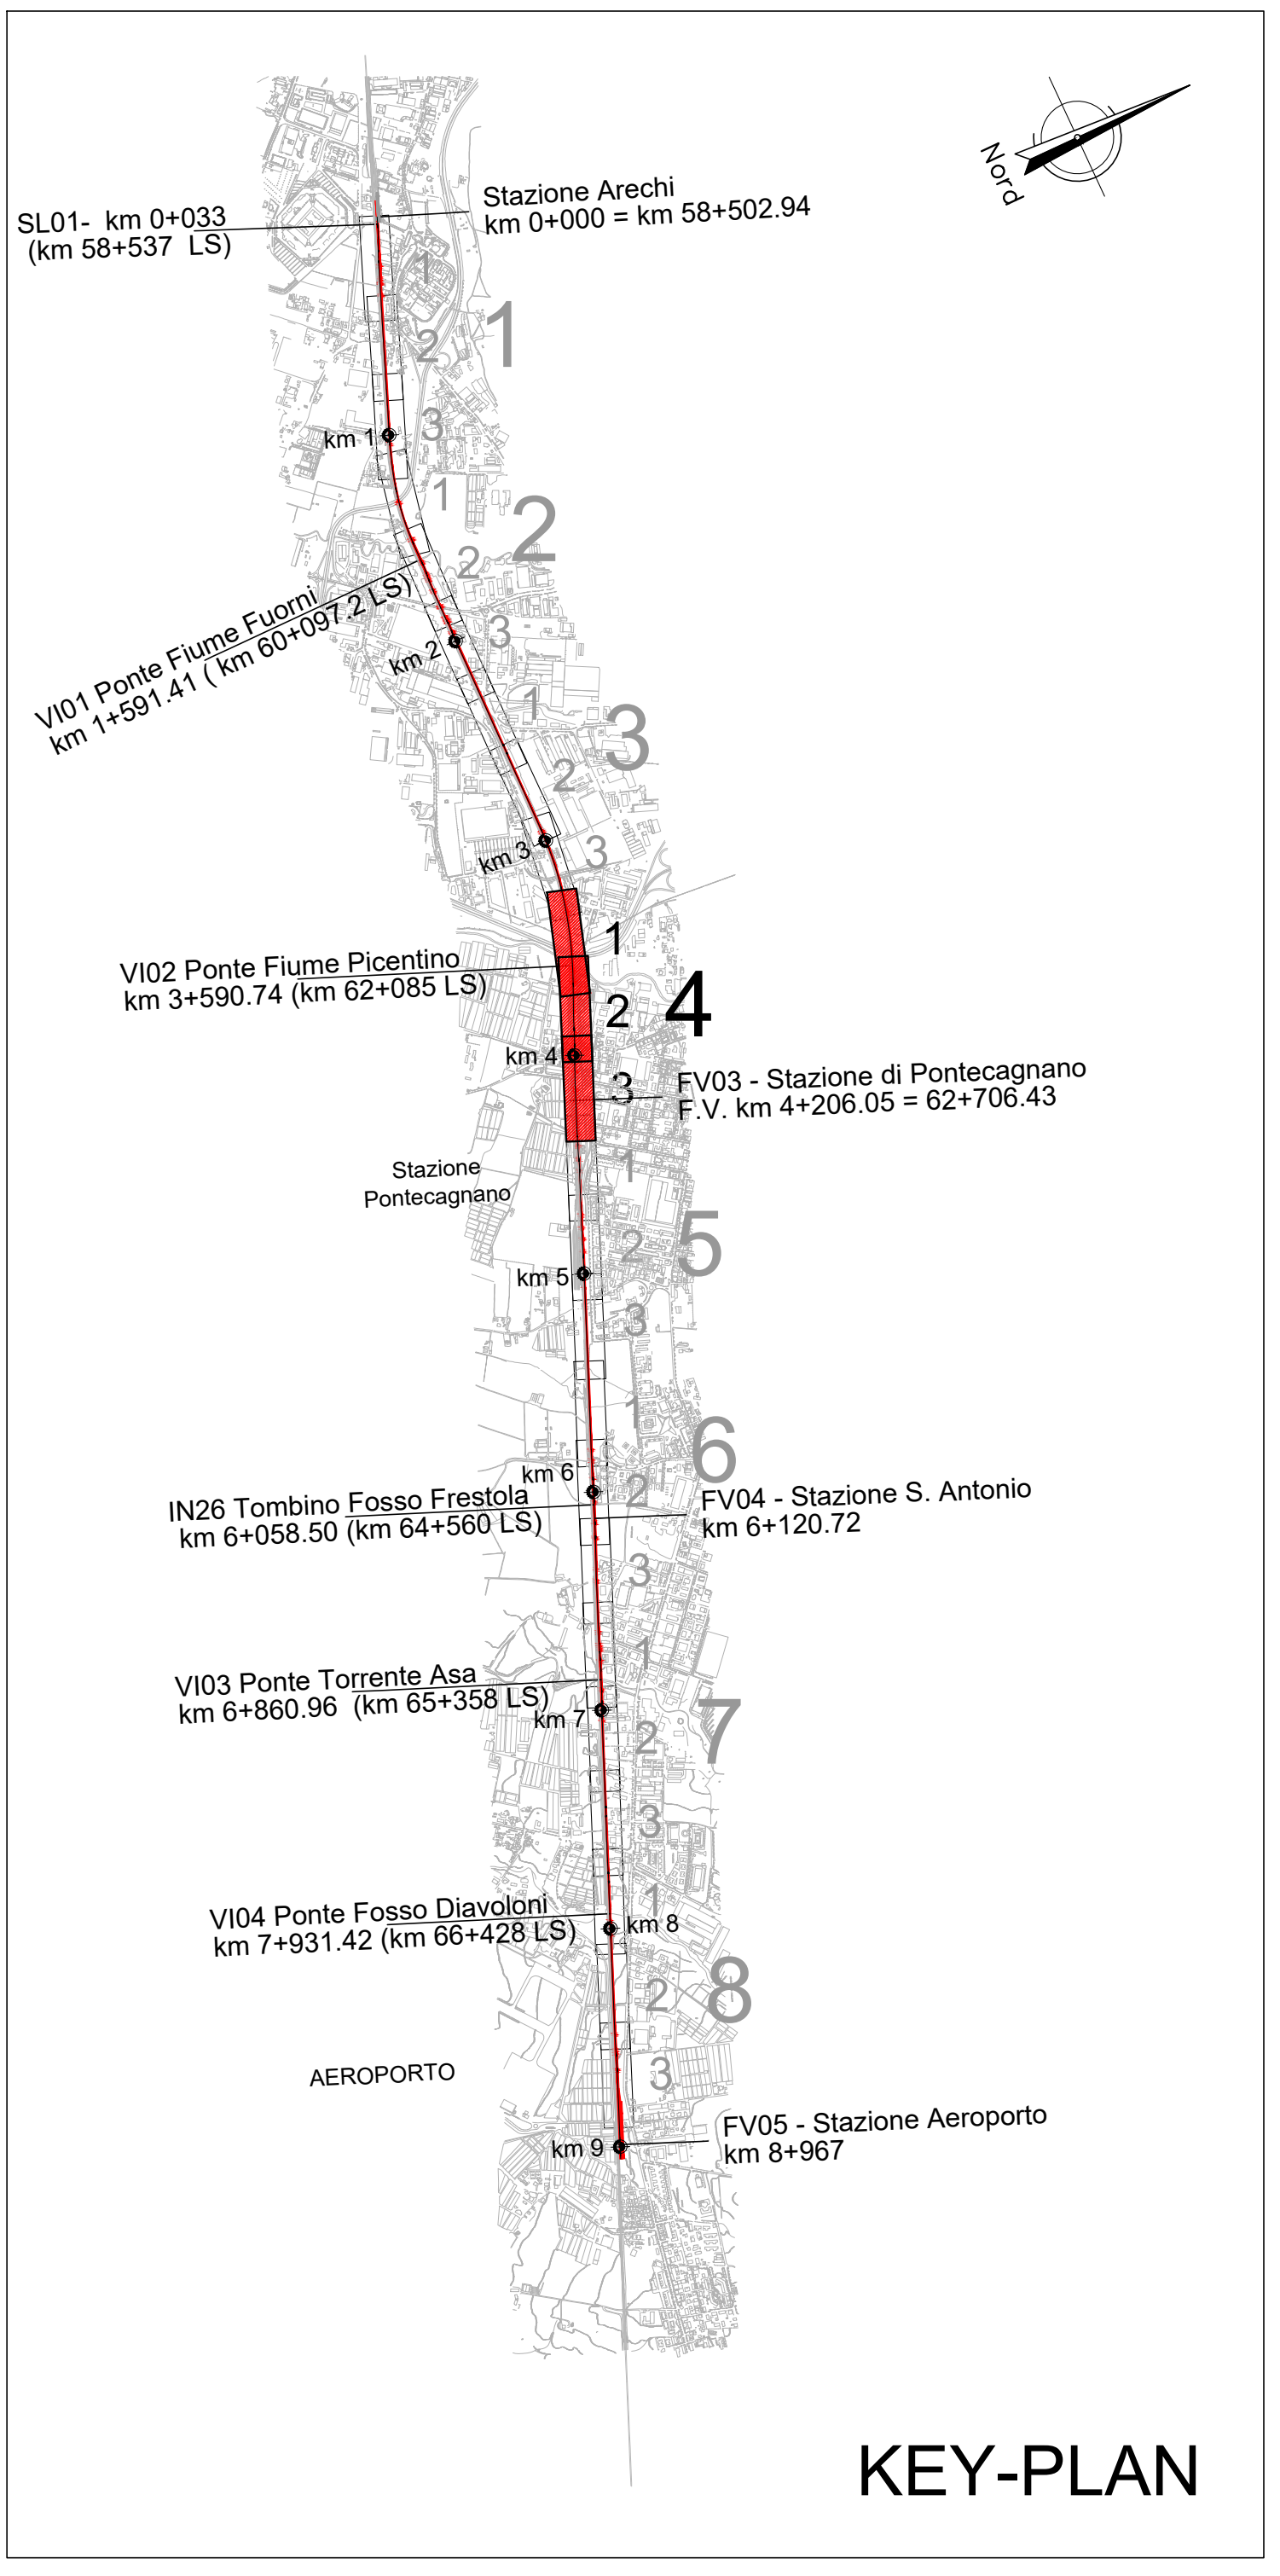 Nord
Stazione Arechi
km 0+000 = km 58+502.94
SL01- km 0+033
(km 58+537 LS)
1
2
1
3
km 1
1
2
2
VI01 Ponte Fiume Fuorni
km 1+591.41 ( km 60+097.2 LS)
3
km 2
1
3
2
km 3
3
1
VI02 Ponte Fiume Picentino
km 3+590.74 (km 62+085 LS)
2
4
km 4
3
FV03 - Stazione di Pontecagnano
F.V. km 4+206.05 = 62+706.43
Stazione
Pontecagnano
1
2
5
km 5
3
1
6
km 6
2
IN26 Tombino Fosso Frestola
km 6+058.50 (km 64+560 LS)
FV04 - Stazione S. Antonio
km 6+120.72
3
1
VI03 Ponte Torrente Asa
km 6+860.96 (km 65+358 LS)
km 7
2
7
3
1
VI04 Ponte Fosso Diavoloni
km 7+931.42 (km 66+428 LS)
km 8
2
8
AEROPORTO
3
FV05 - Stazione Aeroporto
km 8+967
km 9
KEY-PLAN